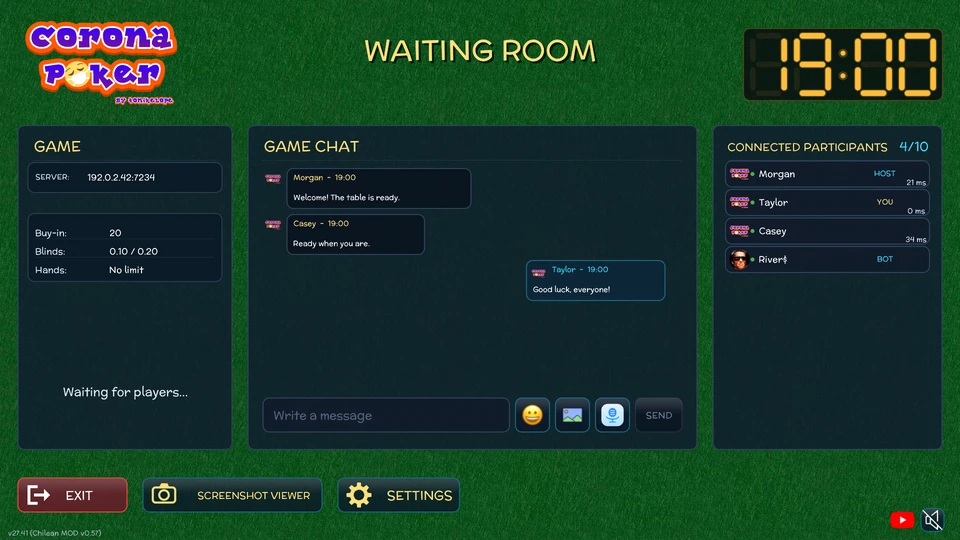 corona
poker
BY tonikelope
WAITING ROOM
19:00
GAME
SERVER: 192.0.2.42:7234
Buy-in: 20
Blinds: 0.10 / 0.20
Hands: No limit
Waiting for players...
GAME CHAT
Morgan - 19:00
Welcome! The table is ready.
Casey - 19:00
Ready when you are.
Taylor - 19:00
Good luck, everyone!
Write a message
SEND
CONNECTED PARTICIPANTS 4/10
Morgan HOST
21 ms
Taylor YOU
0 ms
Casey
34 ms
River$ BOT
EXIT
SCREENSHOT VIEWER
SETTINGS
v27.41 (Chilean MOD v0.57)